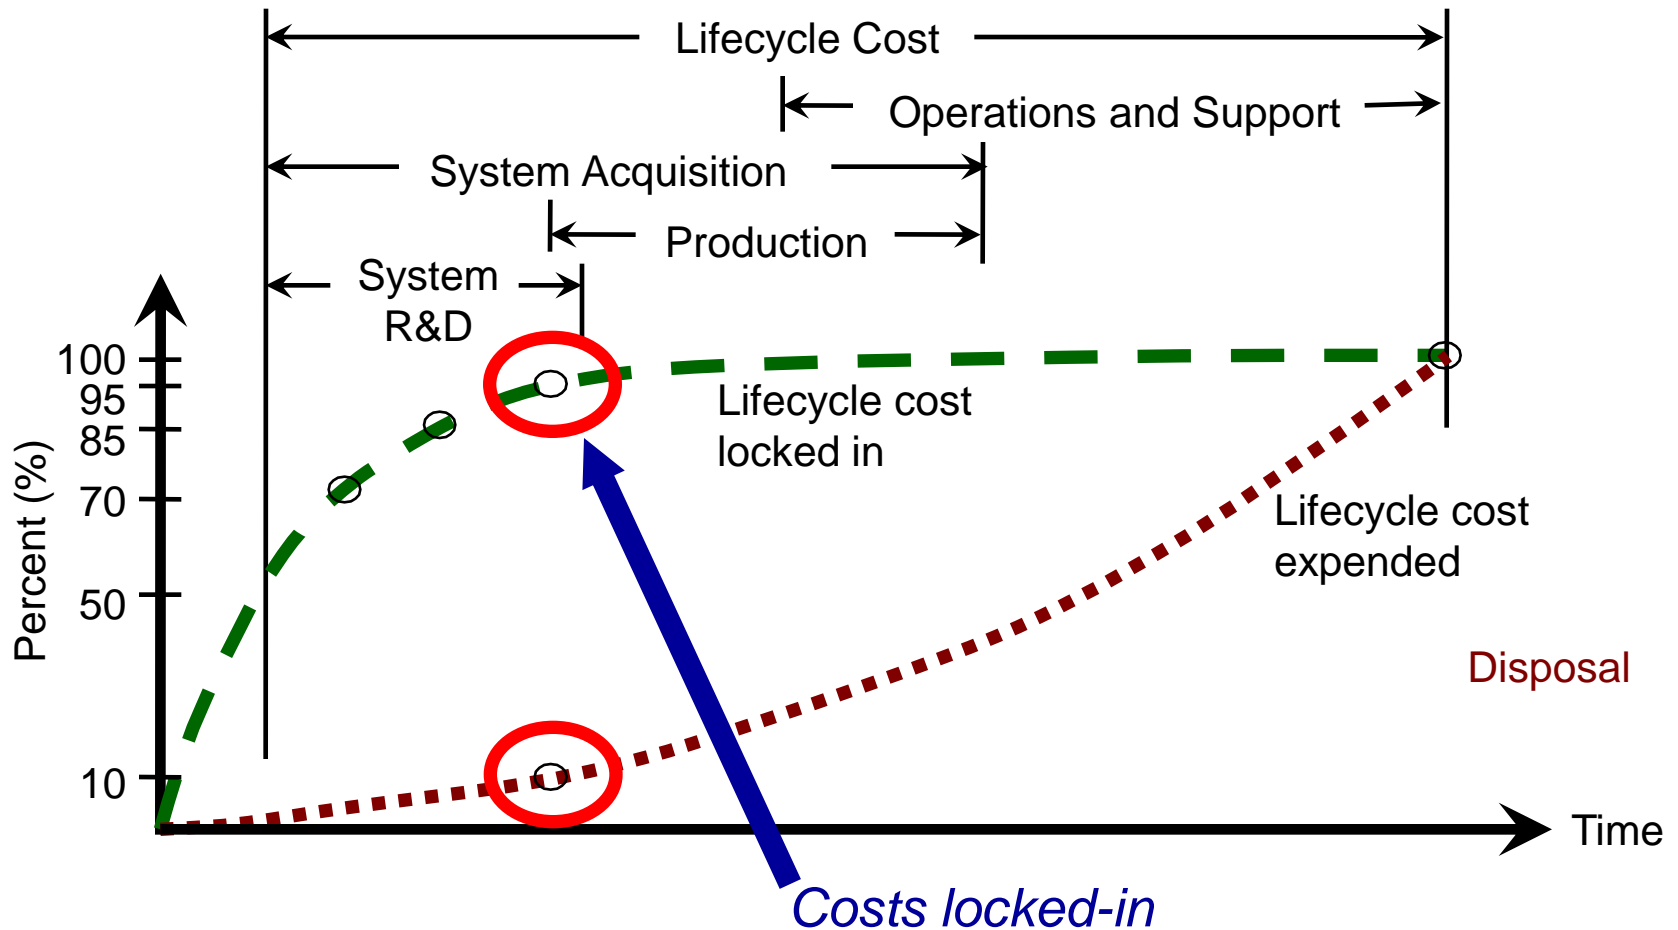 Lifecycle Cost
Operations and Support
System Acquisition
Production
System
R&D
100
95
85
70
50
10
Percent (%)
Lifecycle cost
locked in
Lifecycle cost
expended
Disposal
Time
Costs locked-in